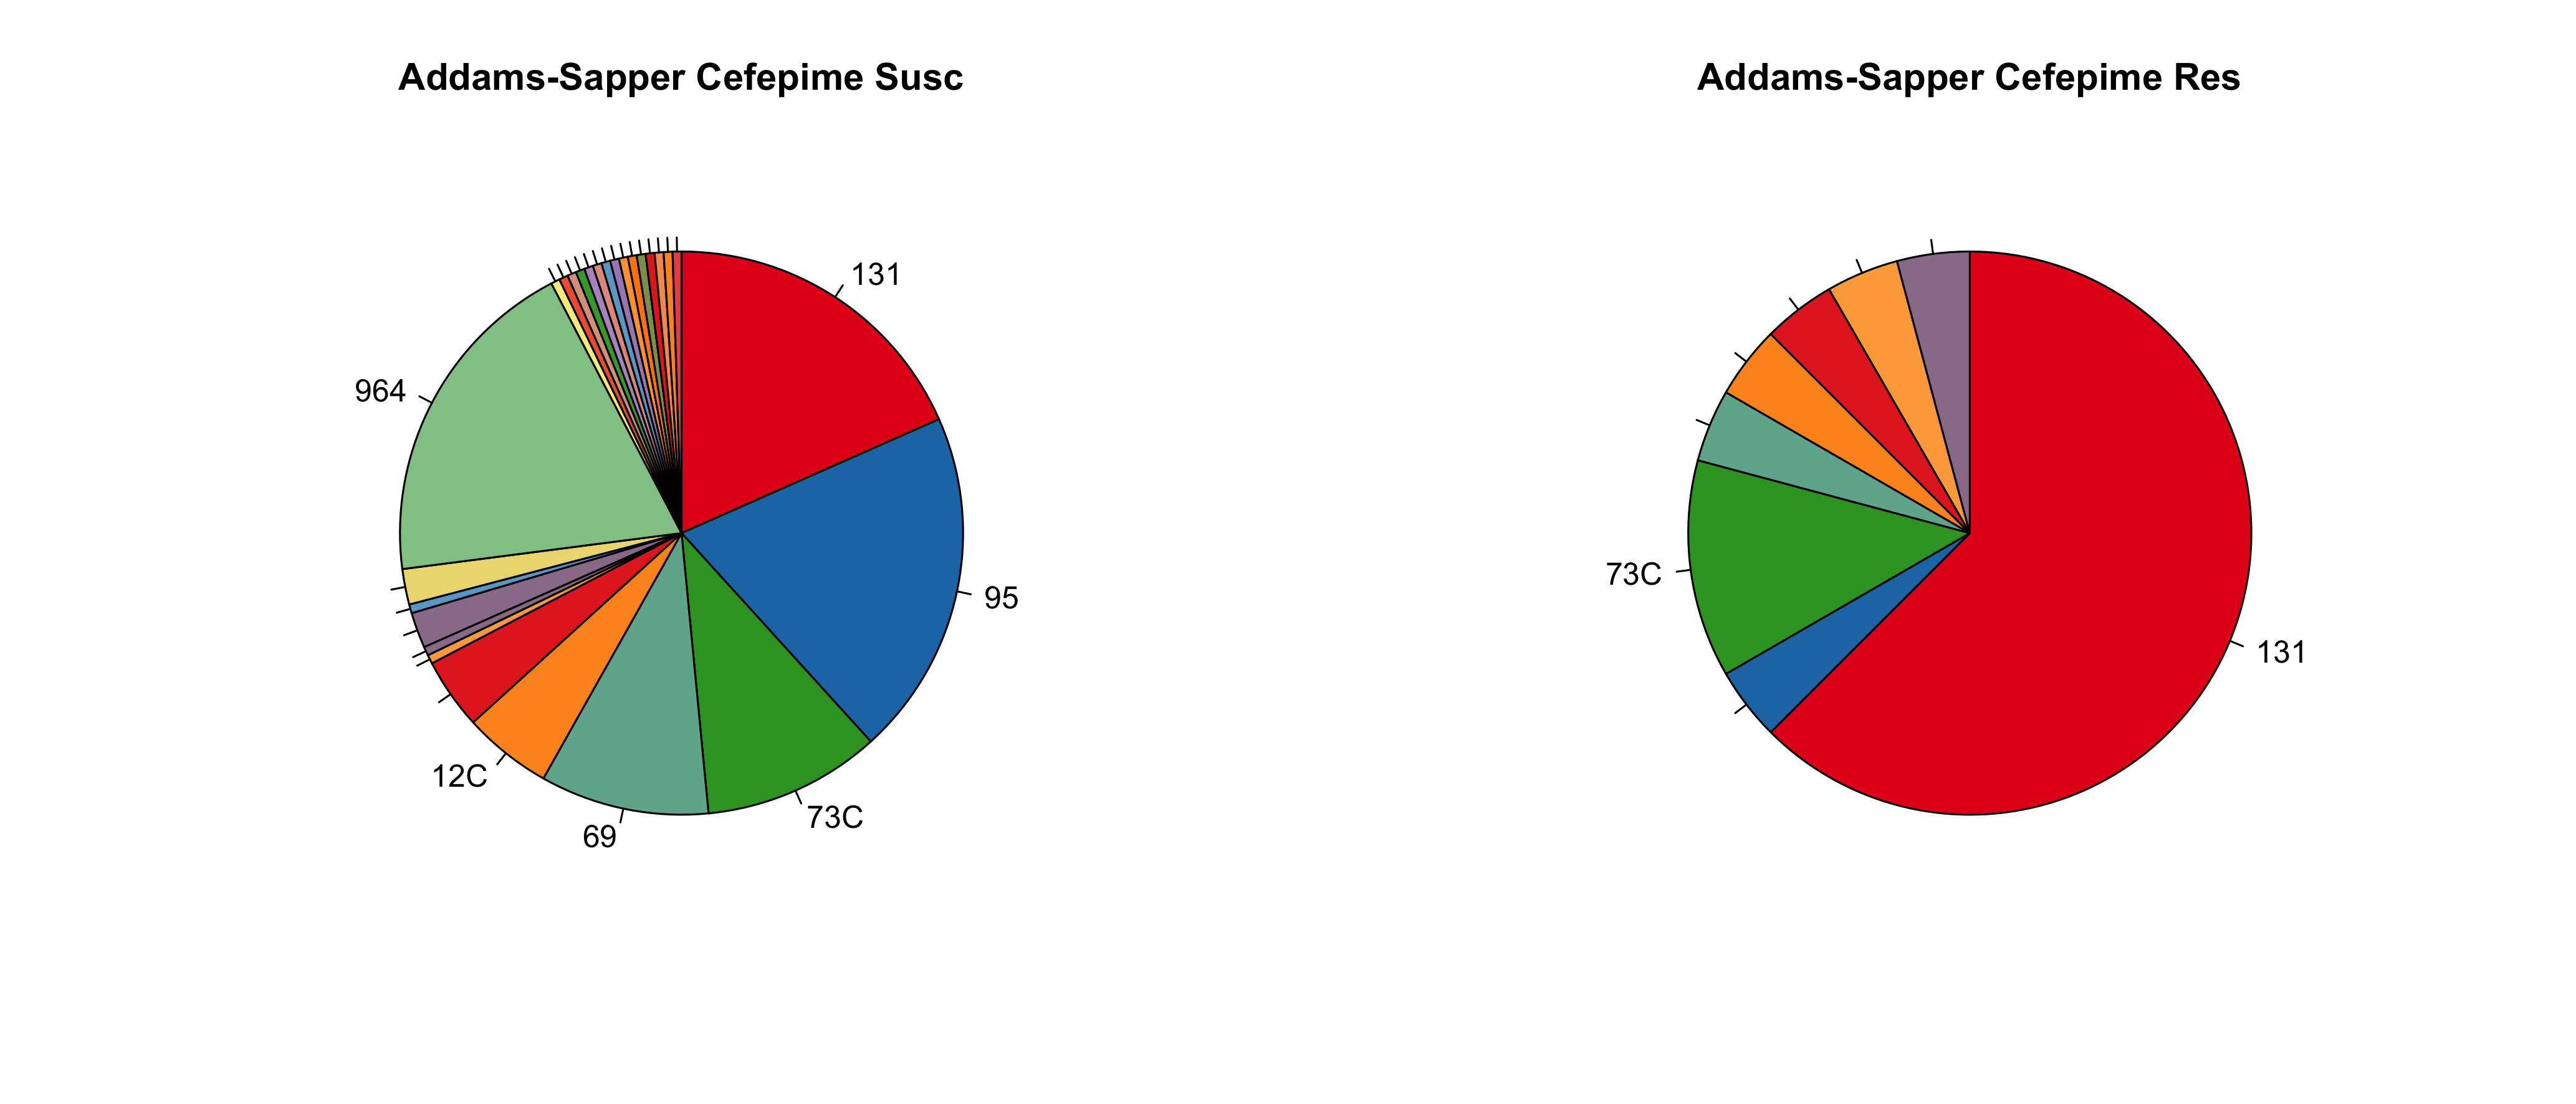 Addams-Sapper Cefepime Susc
131
964
95
12C
73C
69
Addams-Sapper Cefepime Res
73C
131